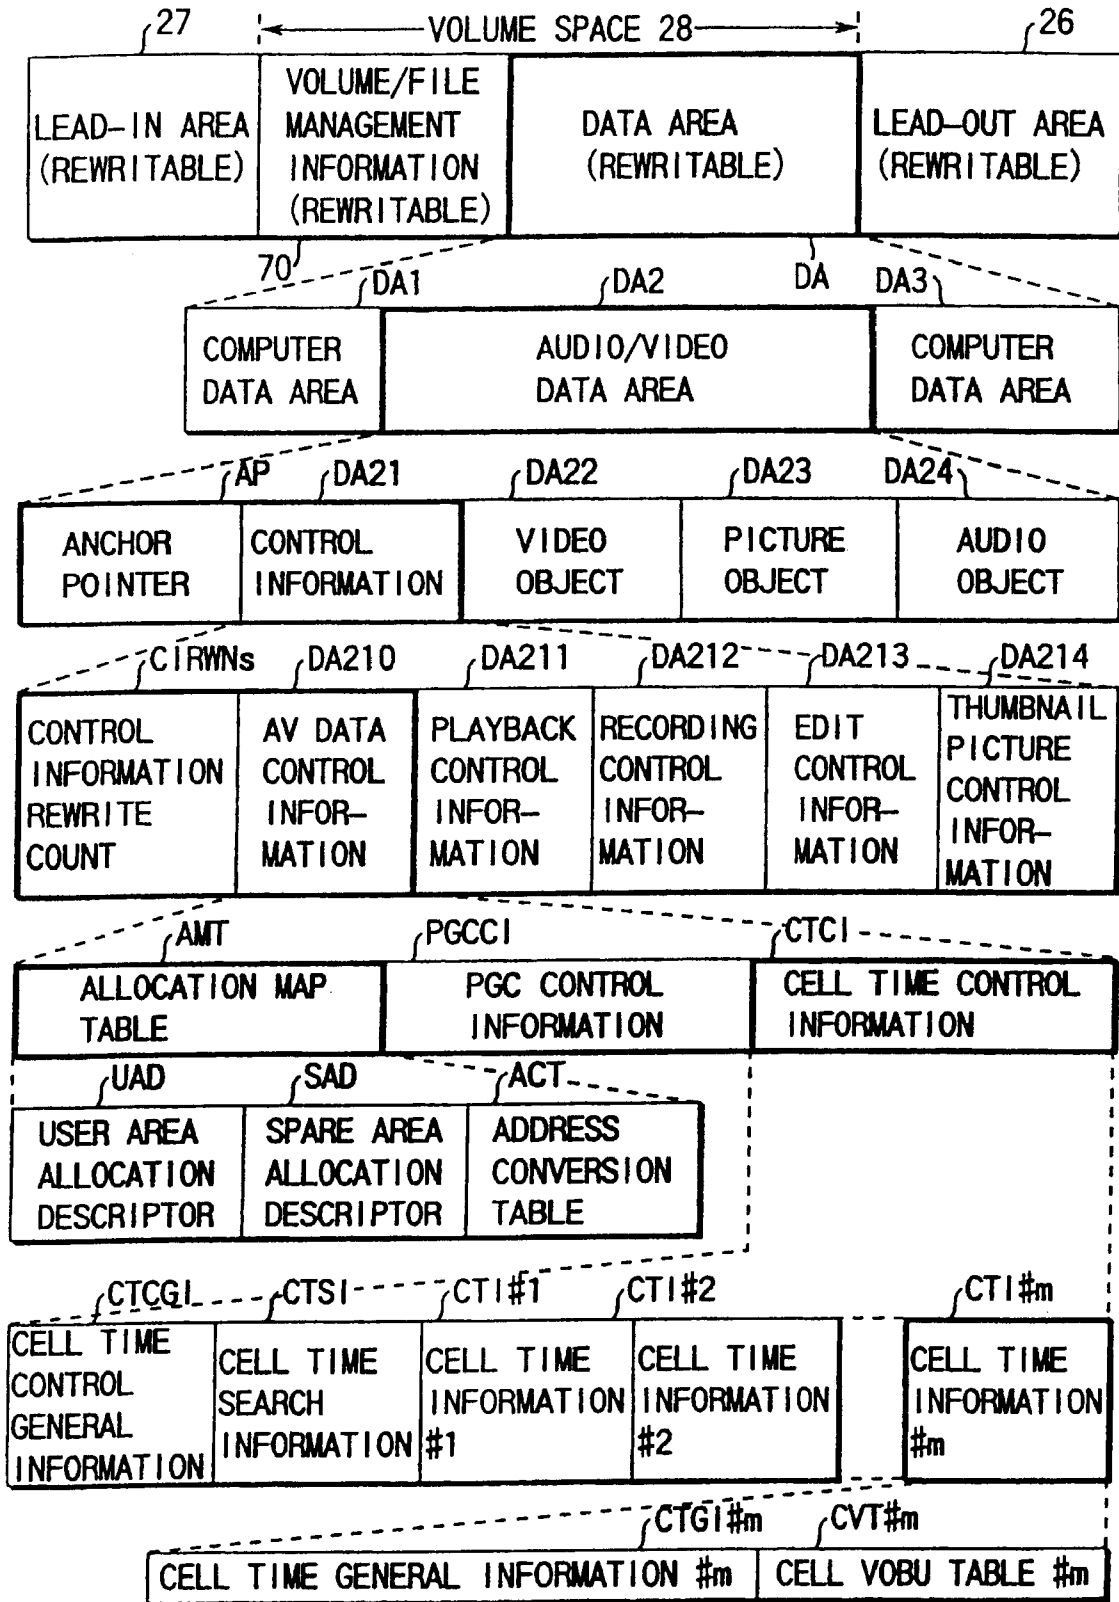 27
VOLUME SPACE 28
26
LEAD-IN AREA
(REWRITABLE)
VOLUME/FILE
MANAGEMENT
INFORMATION
(REWRITABLE)
DATA AREA
(REWRITABLE)
LEAD-OUT AREA
(REWRITABLE)
70
DA
DA1
DA2
DA3
COMPUTER
DATA AREA
AUDIO/VIDEO
DATA AREA
COMPUTER
DATA AREA
AP
DA21
DA22
DA23
DA24
ANCHOR
POINTER
CONTROL
INFORMATION
VIDEO
OBJECT
PICTURE
OBJECT
AUDIO
OBJECT
CIRWNs
DA210
DA211
DA212
DA213
DA214
CONTROL
INFORMATION
REWRITE
COUNT
AV DATA
CONTROL
INFOR-
MATION
PLAYBACK
CONTROL
INFOR-
MATION
RECORDING
CONTROL
INFOR-
MATION
EDIT
CONTROL
INFOR-
MATION
THUMBNAIL
PICTURE
CONTROL
INFOR-
MATION
AMT
PGCCI
CTCI
ALLOCATION MAP
TABLE
PGC CONTROL
INFORMATION
CELL TIME CONTROL
INFORMATION
UAD
SAD
ACT
USER AREA
ALLOCATION
DESCRIPTOR
SPARE AREA
ALLOCATION
DESCRIPTOR
ADDRESS
CONVERSION
TABLE
CTCGI
CTSI
CTI#1
CTI#2
CTI#m
CELL TIME
CONTROL
GENERAL
INFORMATION
CELL TIME
SEARCH
INFORMATION
CELL TIME
INFORMATION
#1
CELL TIME
INFORMATION
#2
CELL TIME
INFORMATION
#m
CTGI#m
CVT#m
CELL TIME GENERAL INFORMATION #m
CELL VOBU TABLE #m